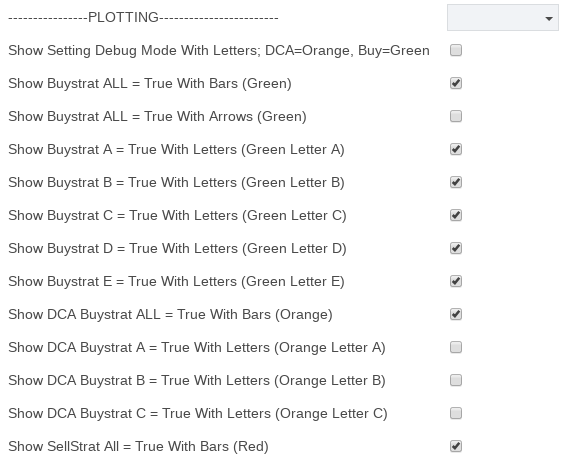 ----------------PLOTTING------------------------
Show Setting Debug Mode With Letters; DCA=Orange, Buy=Green
Show Buystrat ALL = True With Bars (Green)
Show Buystrat ALL = True With Arrows (Green)
Show Buystrat A = True With Letters (Green Letter A)
Show Buystrat B = True With Letters (Green Letter B)
Show Buystrat C = True With Letters (Green Letter C)
Show Buystrat D = True With Letters (Green Letter D)
Show Buystrat E = True With Letters (Green Letter E)
Show DCA Buystrat ALL = True With Bars (Orange)
Show DCA Buystrat A = True With Letters (Orange Letter A)
Show DCA Buystrat B = True With Letters (Orange Letter B)
Show DCA Buystrat C = True With Letters (Orange Letter C)
Show SellStrat All = True With Bars (Red)